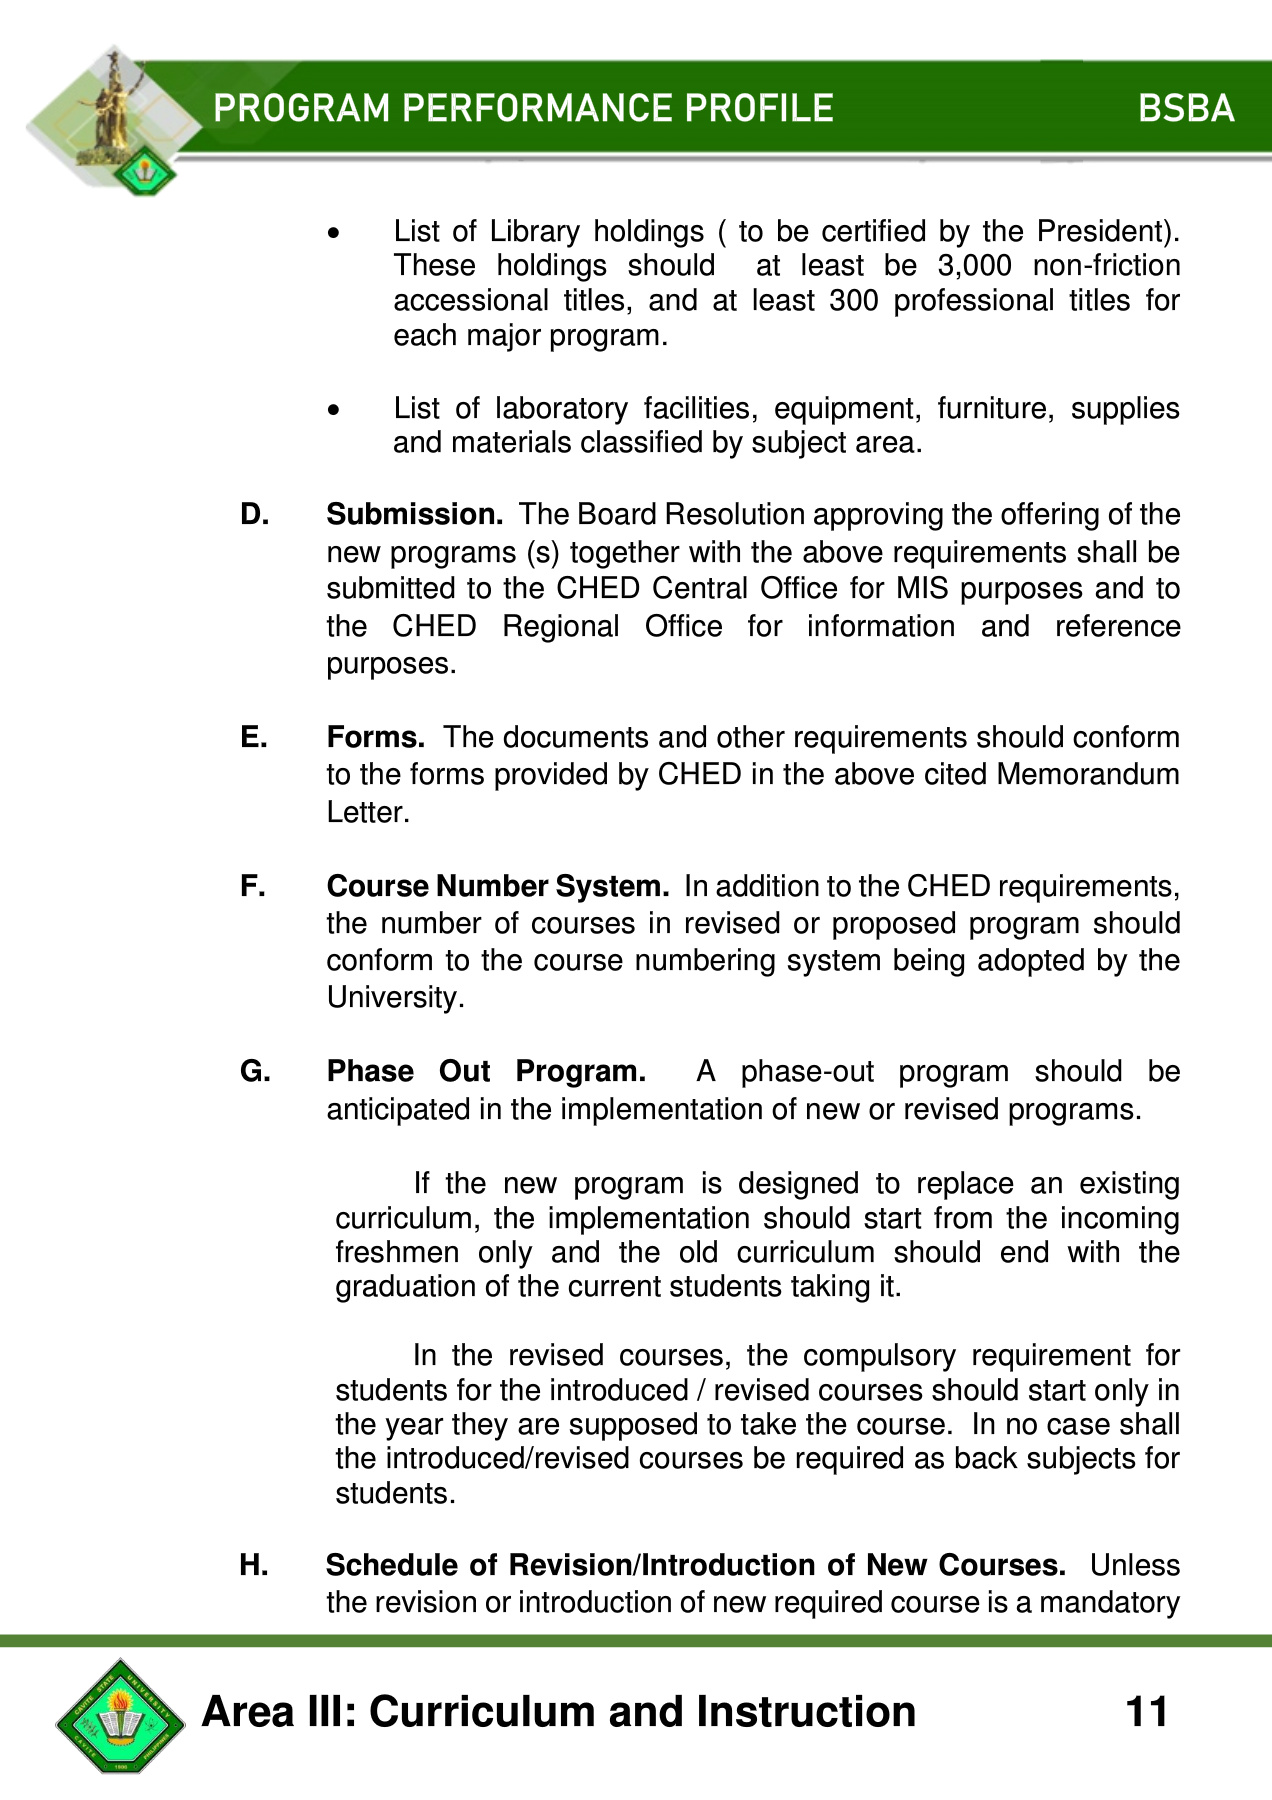 PROGRAM PERFORMANCE PROFILE BSBA
• List of Library holdings ( to be certified by the President).
These holdings should at least be 3,000 non-friction
accessional titles, and at least 300 professional titles for
each major program.
• List of laboratory facilities, equipment, furniture, supplies
and materials classified by subject area.
D. Submission. The Board Resolution approving the offering of the
new programs (s) together with the above requirements shall be
submitted to the CHED Central Office for MIS purposes and to
the CHED Regional Office for information and reference
purposes.
E. Forms. The documents and other requirements should conform
to the forms provided by CHED in the above cited Memorandum
Letter.
F. Course Number System. In addition to the CHED requirements,
the number of courses in revised or proposed program should
conform to the course numbering system being adopted by the
University.
G. Phase Out Program. A phase-out program should be
anticipated in the implementation of new or revised programs.
If the new program is designed to replace an existing
curriculum, the implementation should start from the incoming
freshmen only and the old curriculum should end with the
graduation of the current students taking it.
In the revised courses, the compulsory requirement for
students for the introduced / revised courses should start only in
the year they are supposed to take the course. In no case shall
the introduced/revised courses be required as back subjects for
students.
H. Schedule of Revision/Introduction of New Courses. Unless
the revision or introduction of new required course is a mandatory
CAVITE STATE UNIVERSITY
CAVITE PHILIPPINES
1906
Area III: Curriculum and Instruction 11